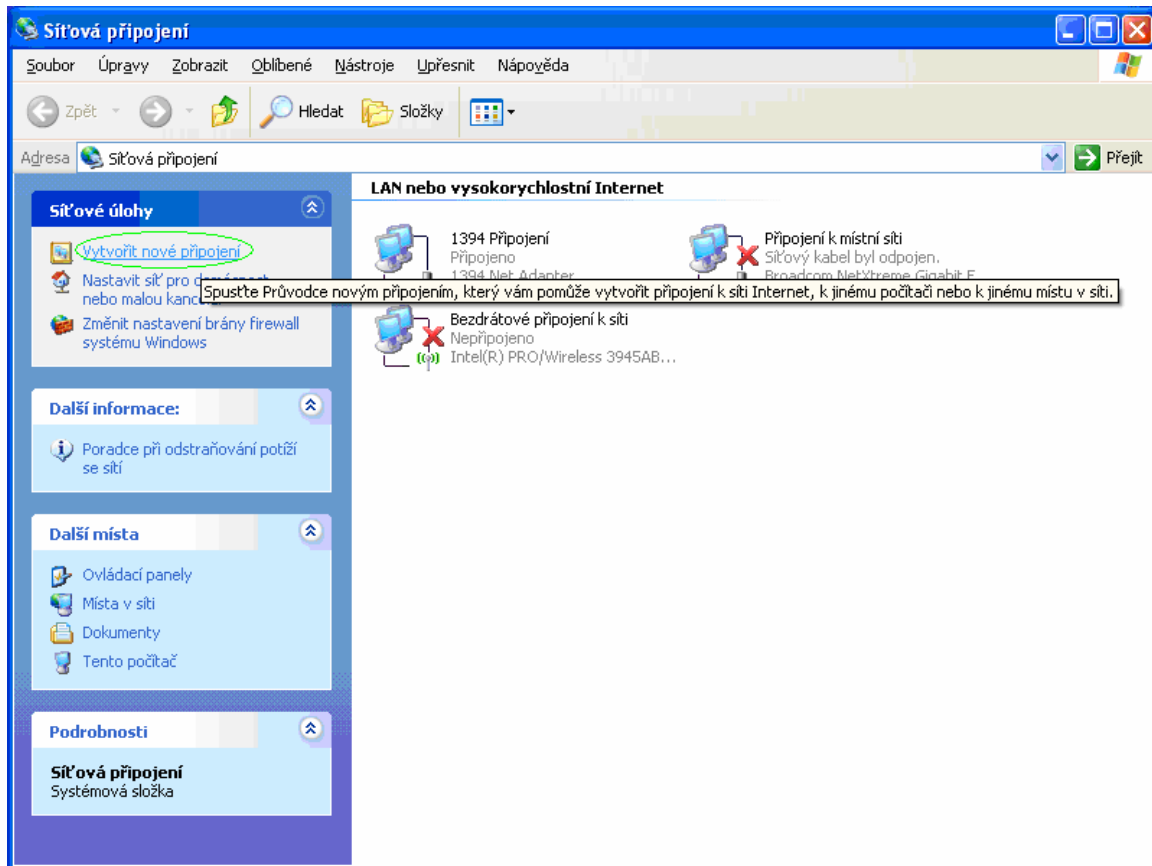 Síťová připojení
Soubor Úpravy Zobrazit Oblíbené Nástroje Upřesnit Nápověda
Zpět Hledat Složky
Adresa Síťová připojení Přejít
Síťové úlohy
Vytvořit nové připojení
Nastavit síť pro
nebo malou
Změnit nastavení brány firewall
systému Windows
Další informace:
Poradce při odstraňování potíží
se sítí
Další místa
Ovládací panely
Místa v síti
Dokumenty
Tento počítač
Podrobnosti
Síťová připojení
Systémová složka
LAN nebo vysokorychlostní Internet
1394 Připojení
Připojeno
1394 Net Adapter
Připojení k místní síti
Síťový kabel byl odpojen.
Broadcom NetXtreme Gigabit E
Spusťte Průvodce novým připojením, který vám pomůže vytvořit připojení k síti Internet, k jinému počítači nebo k jinému místu v síti.
Bezdrátové připojení k síti
Nepřipojeno
Intel(R) PRO/Wireless 3945AB...